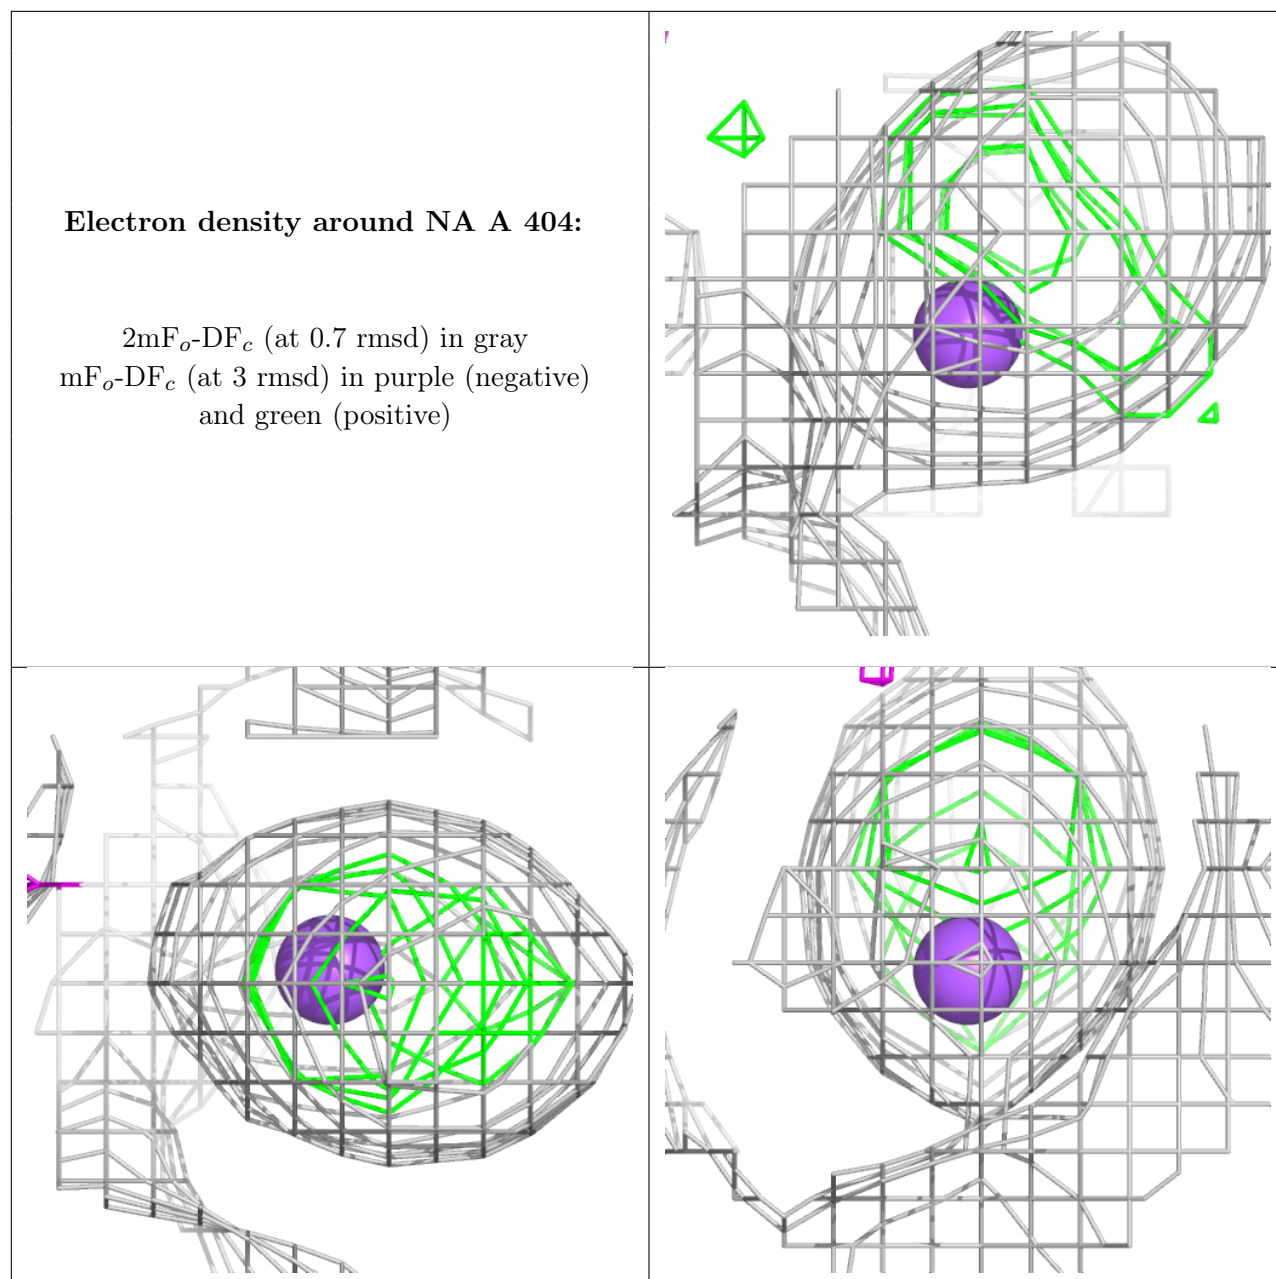 Electron density around NA A 404:
2mFo-DFc (at 0.7 rmsd) in gray
mFo-DFc (at 3 rmsd) in purple (negative)
and green (positive)